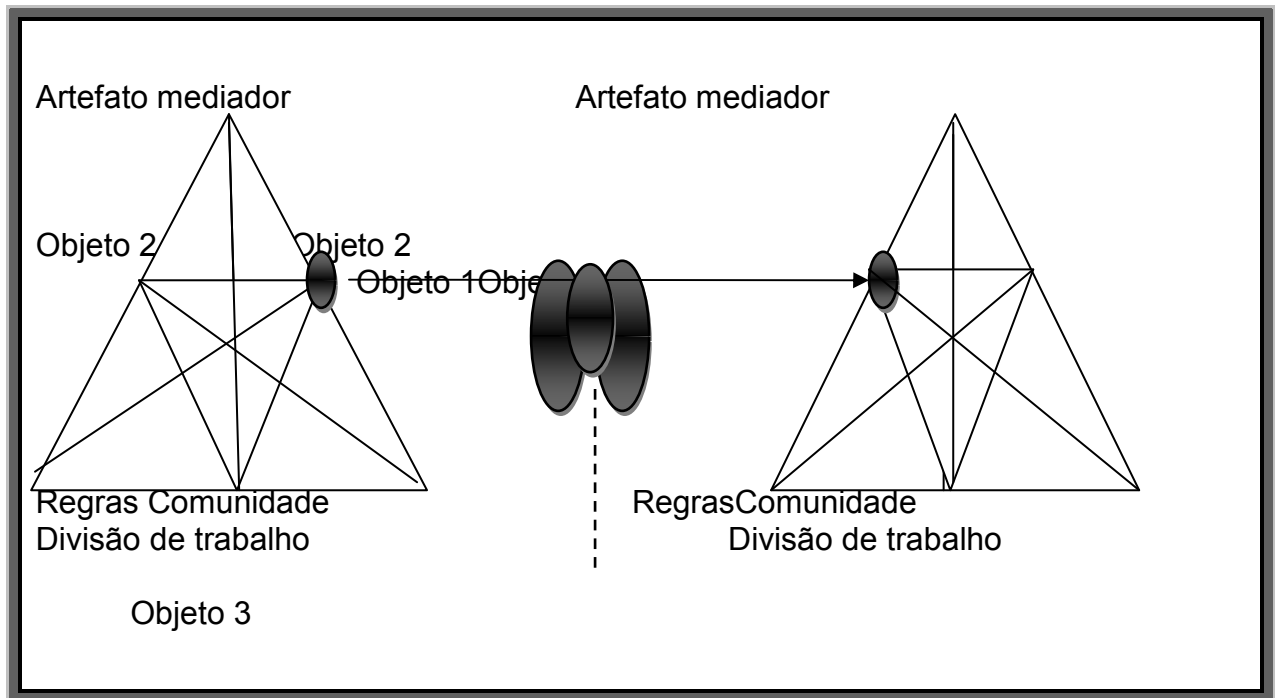 Artefato mediador Artefato mediador
Objeto 2 Objeto 2
Objeto 1Obje
Regras Comunidade RegrasComunidade
Divisão de trabalho Divisão de trabalho
Objeto 3